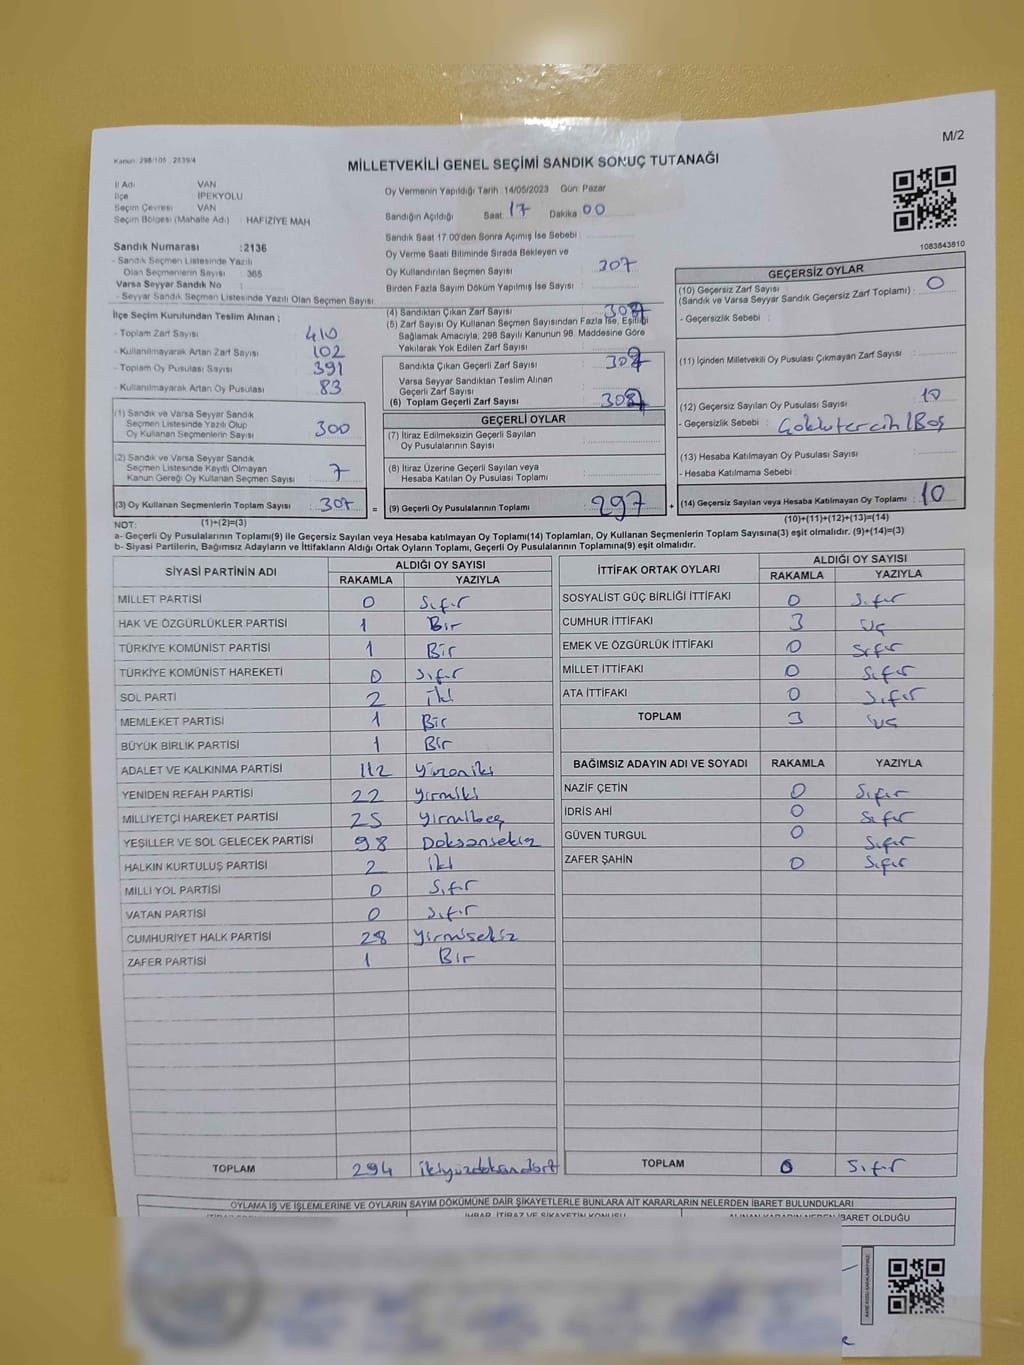 M/2
Kanun: 298/105 : 2839/4
MİLLETVEKİLİ GENEL SEÇİMİ SANDIK SONUÇ TUTANAĞI
İl Adı VAN
İlçe İPEKYOLU
Seçim Çevresi VAN
Seçim Bölgesi (Mahalle Adı) : HAFIZİYE MAH
Sandık Numarası :2136
- Sandık Seçmen Listesinde Yazılı
Olan Seçmenlerin Sayısı : 365
Varsa Seyyar Sandık No :
- Seyyar Sandık Seçmen Listesinde Yazılı Olan Seçmen Sayısı :
Oy Vermenin Yapıldığı Tarih : 14/05/2023 Gün: Pazar
Sandığın Açıldığı Saat 17 Dakika 00
Sandık Saat 17.00'den Sonra Açılmış İse Sebebi :
Oy Verme Saati Bitiminde Sırada Bekleyen ve
Oy Kullandırılan Seçmen Sayısı : 307
Birden Fazla Sayım Döküm Yapılmış İse Sayısı :
1083843810
İlçe Seçim Kurulundan Teslim Alınan ;
- Toplam Zarf Sayısı : 410
- Kullanılmayarak Artan Zarf Sayısı : 102
- Toplam Oy Pusulası Sayısı : 391
- Kullanılmayarak Artan Oy Pusulası : 83
(1) Sandık ve Varsa Seyyar Sandık
Seçmen Listesinde Yazılı Olup
Oy Kullanan Seçmenlerin Sayısı : 300
(2) Sandık ve Varsa Seyyar Sandık
Seçmen Listesinde Kayıtlı Olmayan
Kanun Gereği Oy Kullanan Seçmen Sayısı : 7
(3) Oy Kullanan Seçmenlerin Toplam Sayısı : 307
(1)+(2)=(3)
(4) Sandıktan Çıkan Zarf Sayısı : 307
(5) Zarf Sayısı Oy Kullanan Seçmen Sayısından Fazla İse, Eşitliği
Sağlamak Amacıyla, 298 Sayılı Kanunun 98. Maddesine Göre
Yakılarak Yok Edilen Zarf Sayısı :
Sandıkta Çıkan Geçerli Zarf Sayısı : 307
Varsa Seyyar Sandıktan Teslim Alınan
Geçerli Zarf Sayısı :
(6) Toplam Geçerli Zarf Sayısı : 307
GEÇERLİ OYLAR
(7) İtiraz Edilmeksizin Geçerli Sayılan
Oy Pusulalarının Sayısı :
(8) İtiraz Üzerine Geçerli Sayılan veya
Hesaba Katılan Oy Pusulası Toplamı :
= (9) Geçerli Oy Pusulalarının Toplamı : 297
GEÇERSİZ OYLAR
(10) Geçersiz Zarf Sayısı
(Sandık ve Varsa Seyyar Sandık Geçersiz Zarf Toplamı) : 0
- Geçersizlik Sebebi :
(11) İçinden Milletvekili Oy Pusulası Çıkmayan Zarf Sayısı :
(12) Geçersiz Sayılan Oy Pusulası Sayısı : 10
- Geçersizlik Sebebi : Çoklu tercih / Boş
(13) Hesaba Katılmayan Oy Pusulası Sayısı :
- Hesaba Katılmama Sebebi :
+ (14) Geçersiz Sayılan veya Hesaba Katılmayan Oy Toplamı : 10
(10)+(11)+(12)+(13)=(14)
NOT:
a- Geçerli Oy Pusulalarının Toplamı(9) ile Geçersiz Sayılan veya Hesaba katılmayan Oy Toplamı(14) Toplamları, Oy Kullanan Seçmenlerin Toplam Sayısına(3) eşit olmalıdır. (9)+(14)=(3)
b- Siyasi Partilerin, Bağımsız Adayların ve İttifakların Aldığı Ortak Oyların Toplamı, Geçerli Oy Pusulalarının Toplamına(9) eşit olmalıdır.
SİYASİ PARTİNİN ADI ALDIĞI OY SAYISI
RAKAMLA YAZIYLA
MİLLET PARTİSİ 0 Sıfır
HAK VE ÖZGÜRLÜKLER PARTİSİ 1 Bir
TÜRKİYE KOMÜNİST PARTİSİ 1 Bir
TÜRKİYE KOMÜNİST HAREKETİ 0 Sıfır
SOL PARTİ 2 iki
MEMLEKET PARTİSİ 1 Bir
BÜYÜK BİRLİK PARTİSİ 1 Bir
ADALET VE KALKINMA PARTİSİ 112 Yüzoniki
YENİDEN REFAH PARTİSİ 22 Yirmiki
MİLLİYETÇİ HAREKET PARTİSİ 25 Yirmibeş
YEŞİLLER VE SOL GELECEK PARTİSİ 98 Doksansekiz
HALKIN KURTULUŞ PARTİSİ 2 iki
MİLLİ YOL PARTİSİ 0 Sıfır
VATAN PARTİSİ 0 Sıfır
CUMHURİYET HALK PARTİSİ 28 Yirmisekiz
ZAFER PARTİSİ 1 Bir
TOPLAM 294 ikiyüzdoksandört
İTTİFAK ORTAK OYLARI ALDIĞI OY SAYISI
RAKAMLA YAZIYLA
SOSYALİST GÜÇ BİRLİĞİ İTTİFAKI 0 Sıfır
CUMHUR İTTİFAKI 3 Üç
EMEK VE ÖZGÜRLÜK İTTİFAKI 0 Sıfır
MİLLET İTTİFAKI 0 Sıfır
ATA İTTİFAKI 0 Sıfır
TOPLAM 3 Üç
BAĞIMSIZ ADAYIN ADI VE SOYADI RAKAMLA YAZIYLA
NAZİF ÇETİN 0 Sıfır
İDRİS AHİ 0 Sıfır
GÜVEN TURGUL 0 Sıfır
ZAFER ŞAHİN 0 Sıfır
TOPLAM 0 Sıfır
OYLAMA İŞ VE İŞLEMLERİNE VE OYLARIN SAYIM DÖKÜMÜNE DAİR ŞİKAYETLERLE BUNLARA AİT KARARLARIN NELERDEN İBARET BULUNDUKLARI
İHBAR, İTİRAZ VE ŞİKAYETİN KONUSU ALINAN KARARIN NEDEN İBARET OLDUĞU